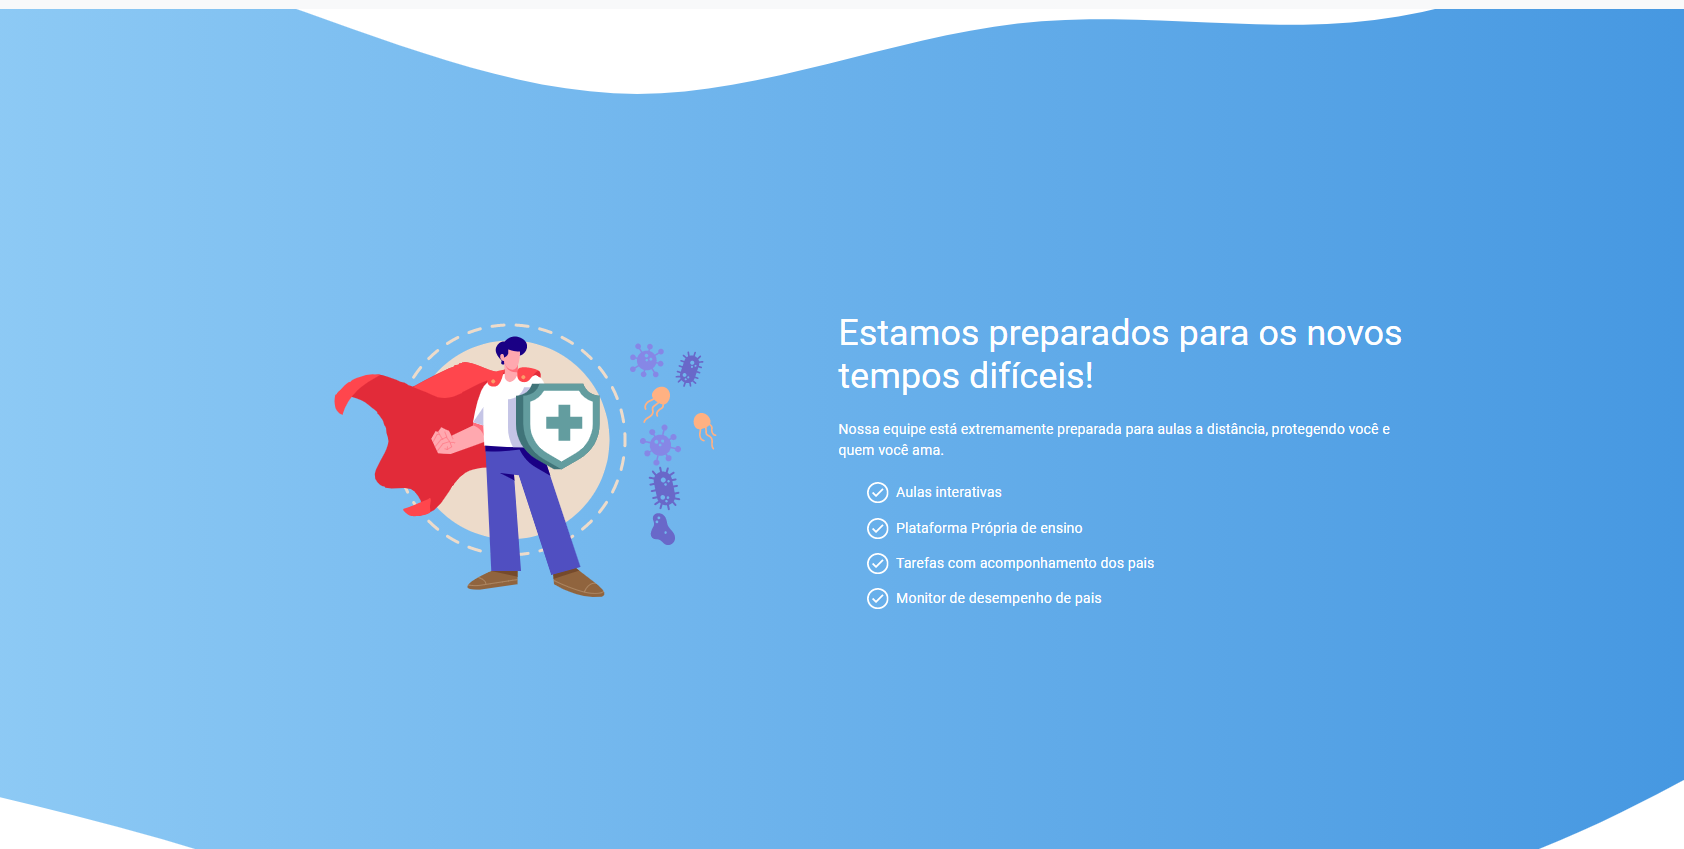 Estamos preparados para os novos
tempos difíceis!
Nossa equipe está extremamente preparada para aulas a distância, protegendo você e
quem você ama.
Aulas interativas
Plataforma Própria de ensino
Tarefas com acomponhamento dos pais
Monitor de desempenho de pais